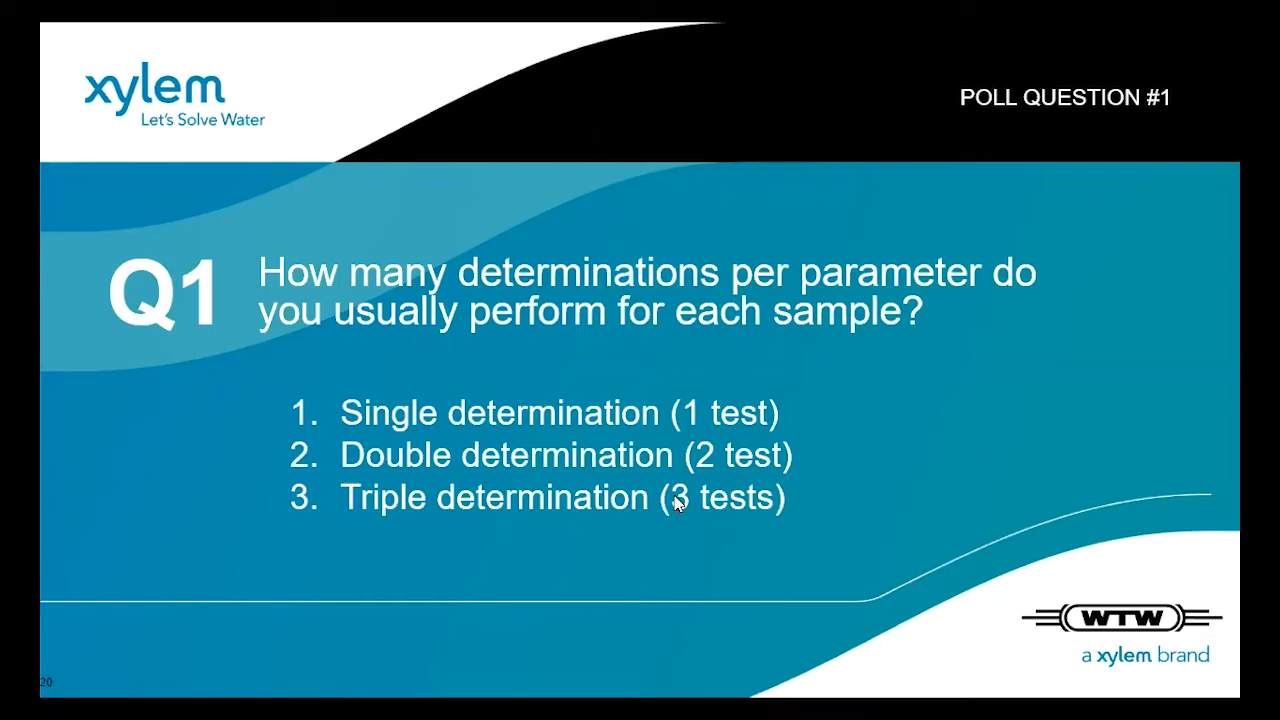 xylem
Let's Solve Water
POLL QUESTION #1
Q1
How many determinations per parameter do
you usually perform for each sample?
1. Single determination (1 test)
2. Double determination (2 test)
3. Triple determination (3 tests)
WTW
a xylem brand
20